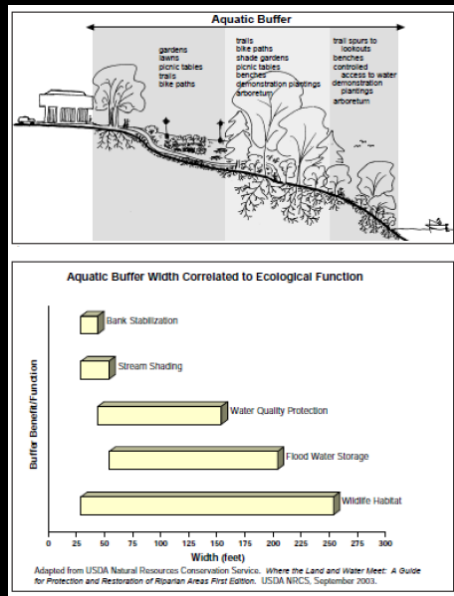 Aquatic Buffer
gardens
lawns
picnic tables
trails
bike paths
trails
bike paths
shade gardens
picnic tables
benches
demonstration plantings
arboretum
trail spurs to
lookouts
benches
controlled
access to water
demonstration
plantings
arboretum
Aquatic Buffer Width Correlated to Ecological Function
Buffer Benefit/Function
Bank Stabilization
Stream Shading
Water Quality Protection
Flood Water Storage
Wildlife Habitat
0 25 50 75 100 125 150 175 200 225 250 275 300
Width (feet)
Adapted from USDA Natural Resources Conservation Service. Where the Land and Water Meet: A Guide
for Protection and Restoration of Riparian Areas First Edition. USDA NRCS, September 2003.